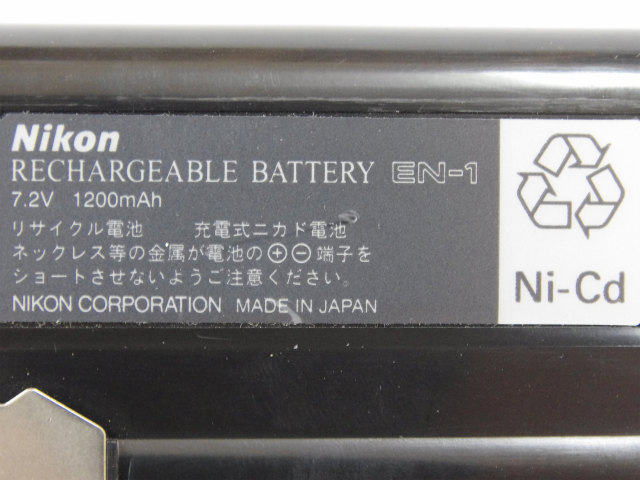 Nikon
RECHARGEABLE BATTERY EN-1
7.2V 1200mAh
リサイクル電池 充電式ニカド電池
ネックレス等の金属が電池の⊕⊖端子を
ショートさせないようご注意ください。
NIKON CORPORATION MADE IN JAPAN
Ni-Cd